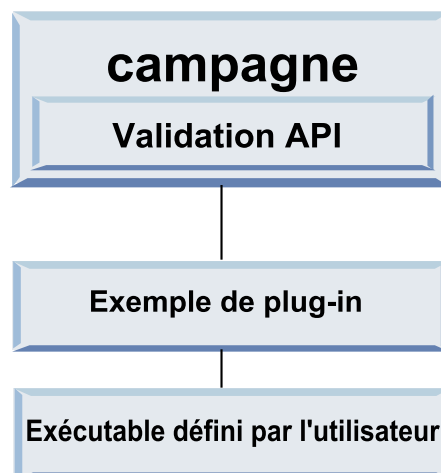 campagne
Validation API
Exemple de plug-in
Exécutable défini par l'utilisateur